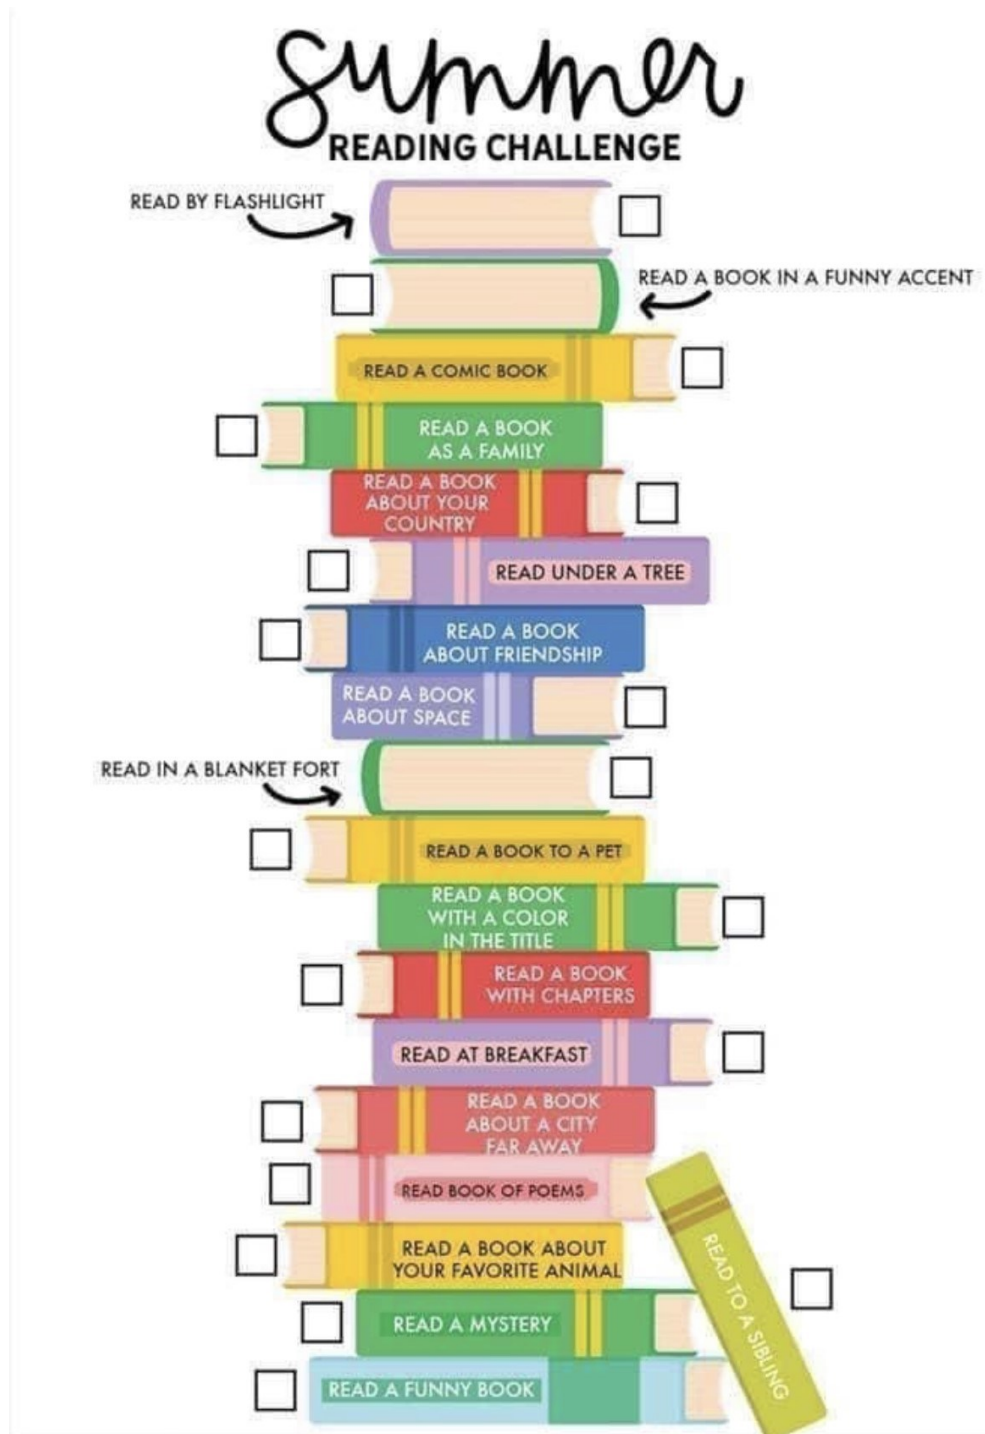 summer
READING CHALLENGE
READ BY FLASHLIGHT
READ A BOOK IN A FUNNY ACCENT
READ A COMIC BOOK
READ A BOOK
AS A FAMILY
READ A BOOK
ABOUT YOUR
COUNTRY
READ UNDER A TREE
READ A BOOK
ABOUT FRIENDSHIP
READ A BOOK
ABOUT SPACE
READ IN A BLANKET FORT
READ A BOOK TO A PET
READ A BOOK
WITH A COLOR
IN THE TITLE
READ A BOOK
WITH CHAPTERS
READ AT BREAKFAST
READ A BOOK
ABOUT A CITY
FAR AWAY
READ BOOK OF POEMS
READ A BOOK ABOUT
YOUR FAVORITE ANIMAL
READ TO A SIBLING
READ A MYSTERY
READ A FUNNY BOOK